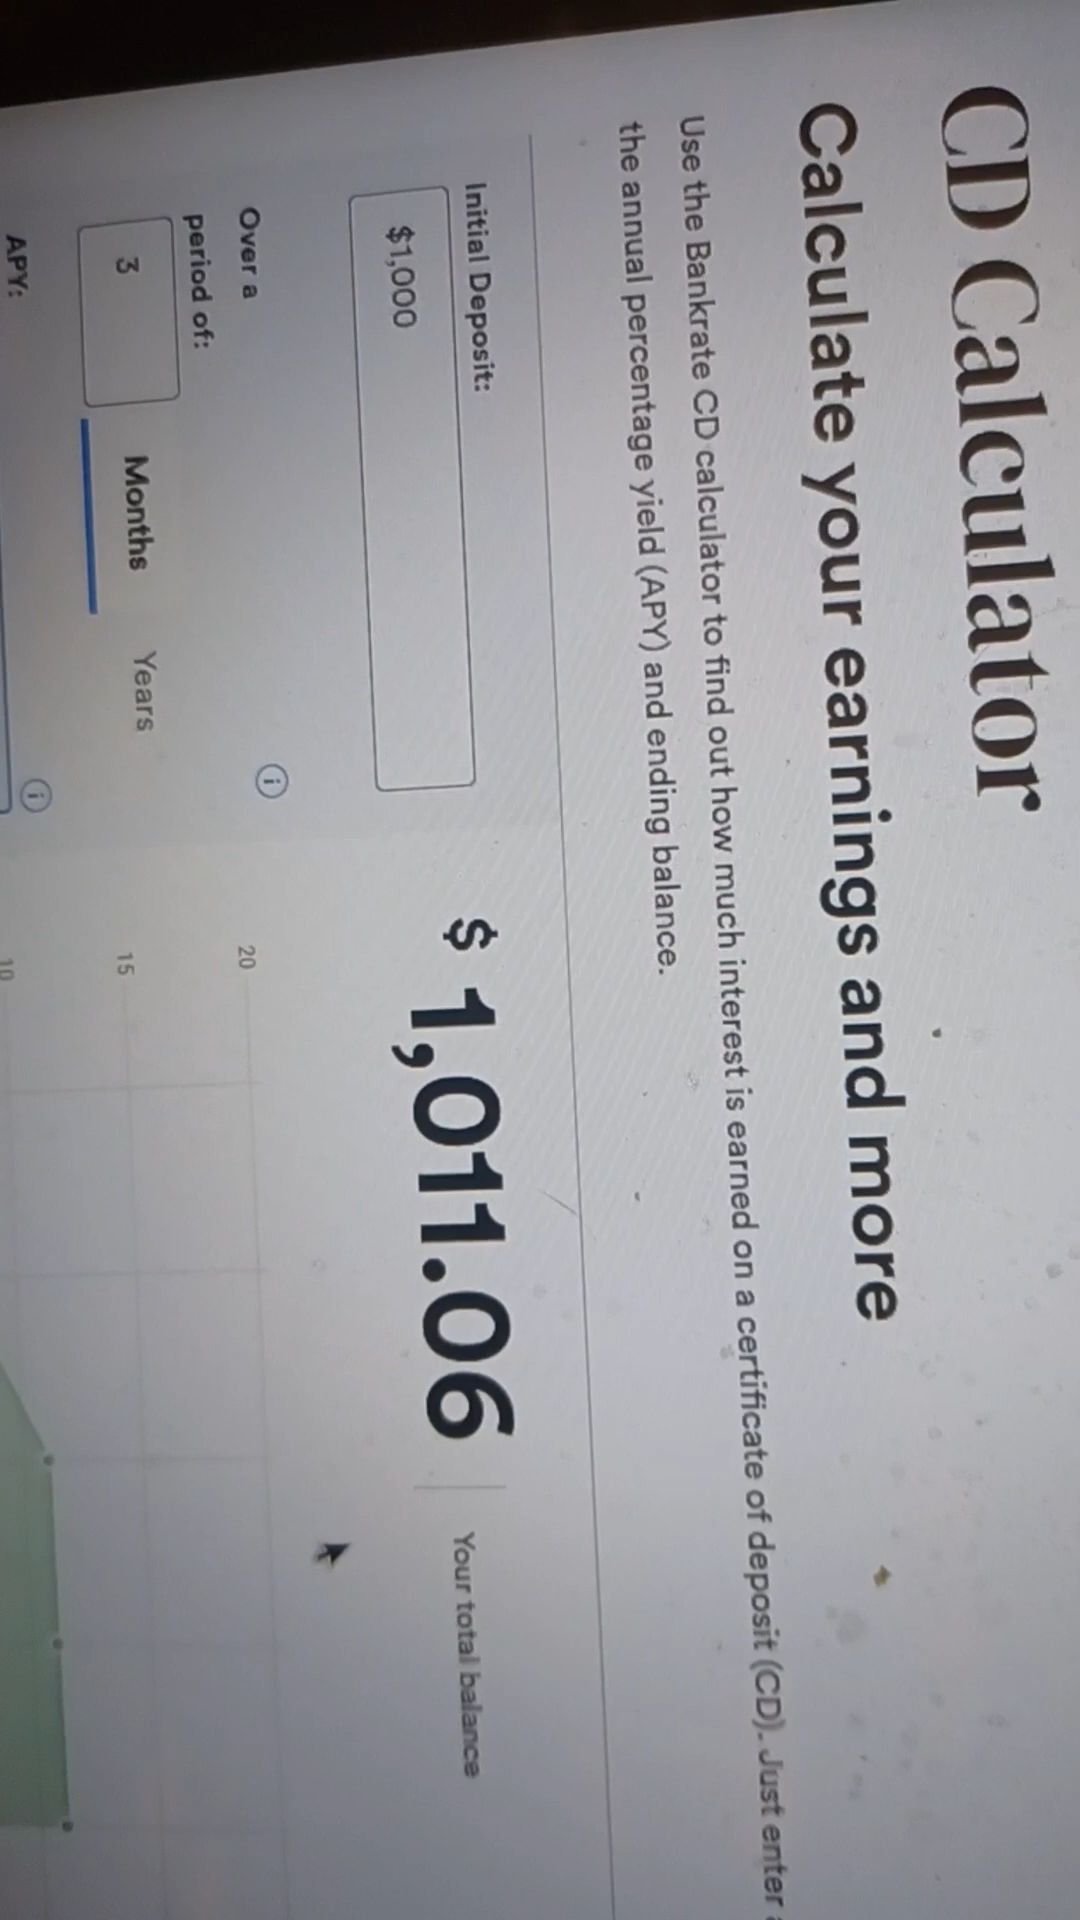 CD Calculator
Calculate your earnings and more
Use the Bankrate CD calculator to find out how much interest is earned on a certificate of deposit (CD). Just enter
the annual percentage yield (APY) and ending balance.
Initial Deposit:
$1,000
Over a
period of:
3
Months
Years
APY:
$ 1,011.06
Your total balance
20
15
10